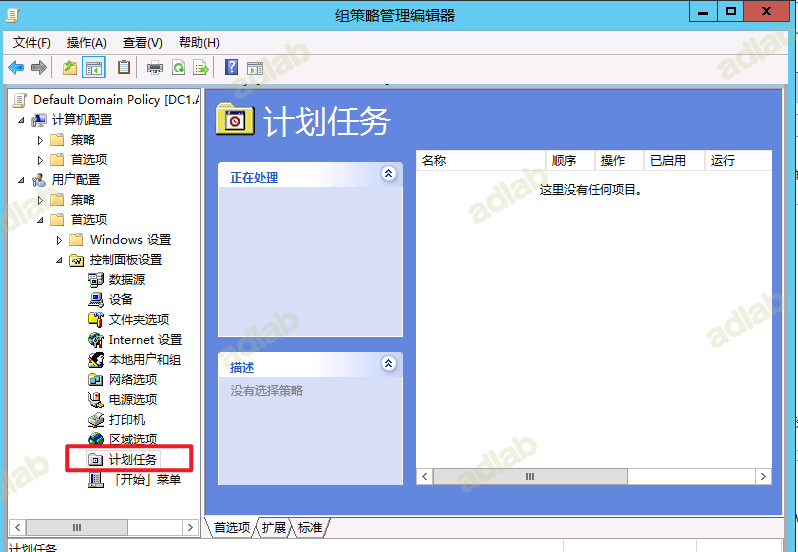 组策略管理编辑器
文件(F) 操作(A) 查看(V) 帮助(H)
Default Domain Policy [DC1.A
计算机配置
策略
首选项
用户配置
策略
首选项
Windows 设置
控制面板设置
数据源
设备
文件夹选项
Internet 设置
本地用户和组
网络选项
电源选项
打印机
区域选项
计划任务
「开始」菜单
计划任务
正在处理
描述
没有选择策略
名称 顺序 操作 已启用 运行
这里没有任何项目。
首选项 扩展 标准
计划任务
adlab
adlab
adlab
adlab
adlab
adlab
adlab
adlab